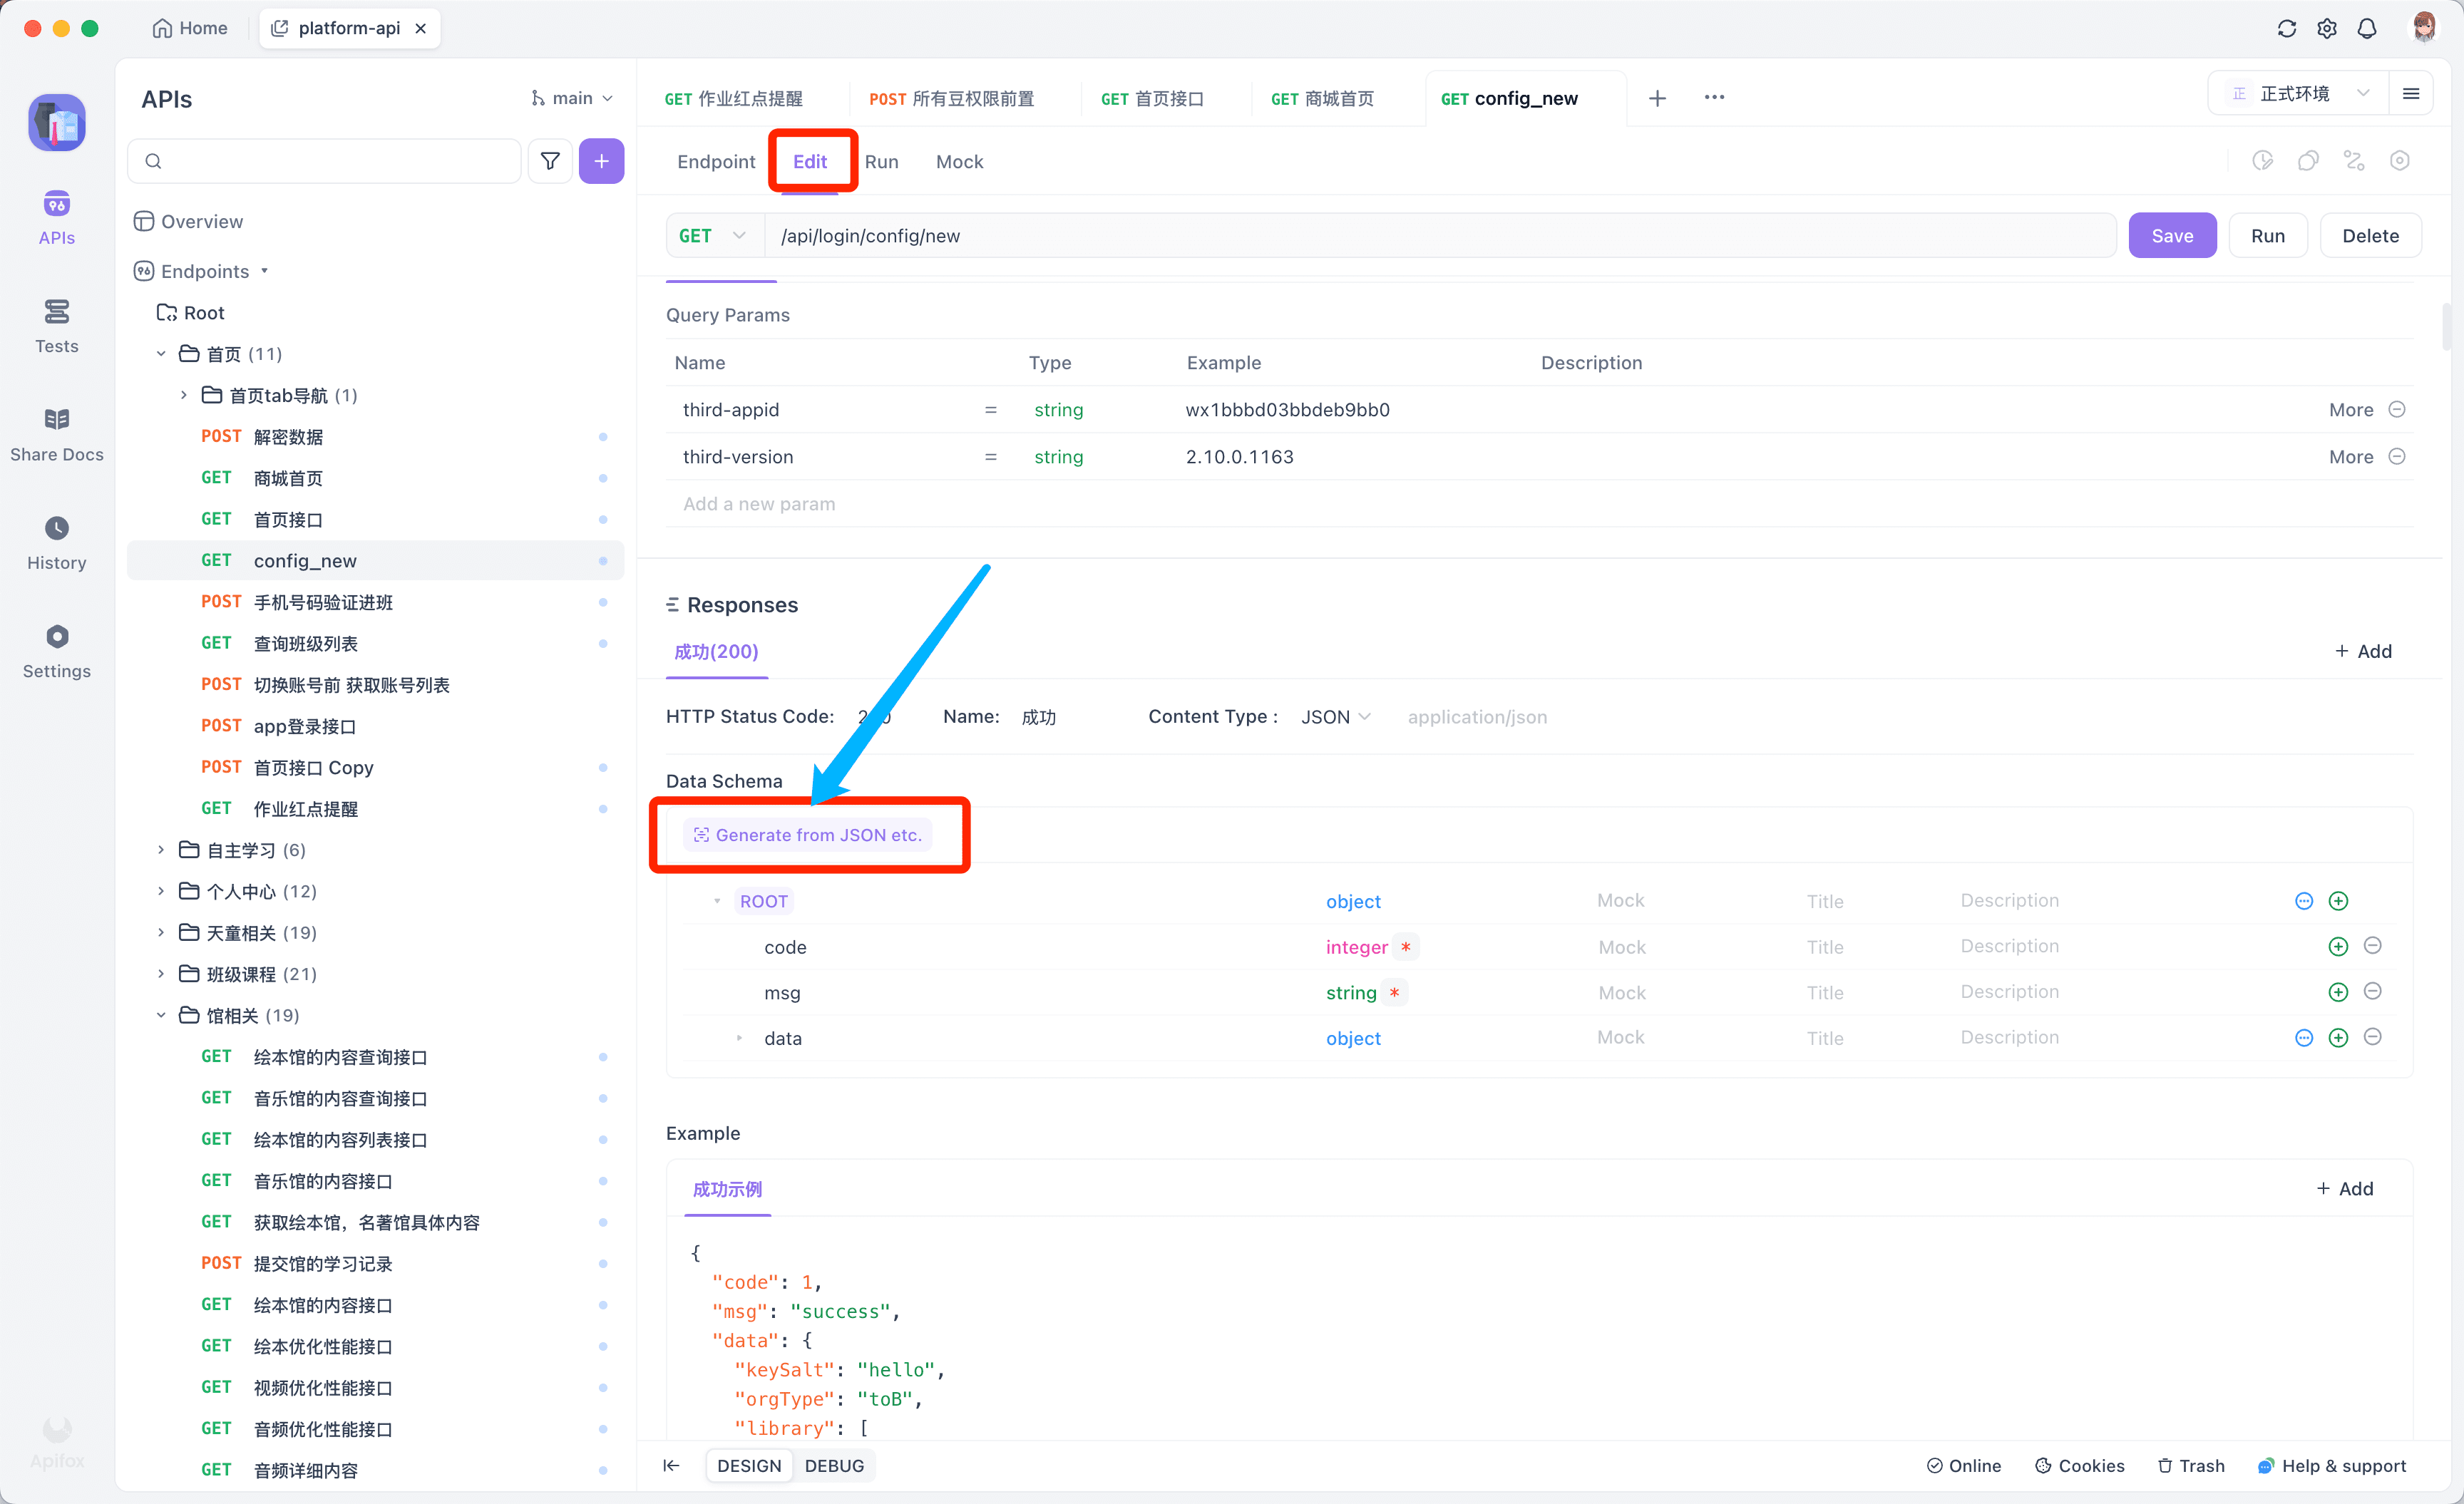 Home
platform-api
APIs
Tests
Share Docs
History
Settings
Apifox
APIs
main
Overview
Endpoints
Root
首页 (11)
首页tab导航 (1)
POST 解密数据
GET 商城首页
GET 首页接口
GET config_new
POST 手机号码验证进班
GET 查询班级列表
POST 切换账号前 获取账号列表
POST app登录接口
POST 首页接口 Copy
GET 作业红点提醒
自主学习 (6)
个人中心 (12)
天童相关 (19)
班级课程 (21)
馆相关 (19)
GET 绘本馆的内容查询接口
GET 音乐馆的内容查询接口
GET 绘本馆的内容列表接口
GET 音乐馆的内容接口
GET 获取绘本馆，名著馆具体内容
POST 提交馆的学习记录
GET 绘本馆的内容接口
GET 绘本优化性能接口
GET 视频优化性能接口
GET 音频优化性能接口
GET 音频详细内容
GET 作业红点提醒 POST 所有豆权限前置 GET 首页接口 GET 商城首页 GET config_new
正 正式环境
Endpoint Edit Run Mock
GET /api/login/config/new Save Run Delete
Query Params
Name Type Example Description
third-appid = string wx1bbbd03bbdeb9bb0 More
third-version = string 2.10.0.1163 More
Add a new param
Responses
成功(200) + Add
HTTP Status Code: Name: 成功 Content Type : JSON application/json
Data Schema
Generate from JSON etc.
ROOT object Mock Title Description
code integer * Mock Title Description
msg string * Mock Title Description
data object Mock Title Description
Example
成功示例 + Add
{
"code": 1,
"msg": "success",
"data": {
"keySalt": "hello",
"orgType": "toB",
"library": [
DESIGN DEBUG
Online Cookies Trash Help & support